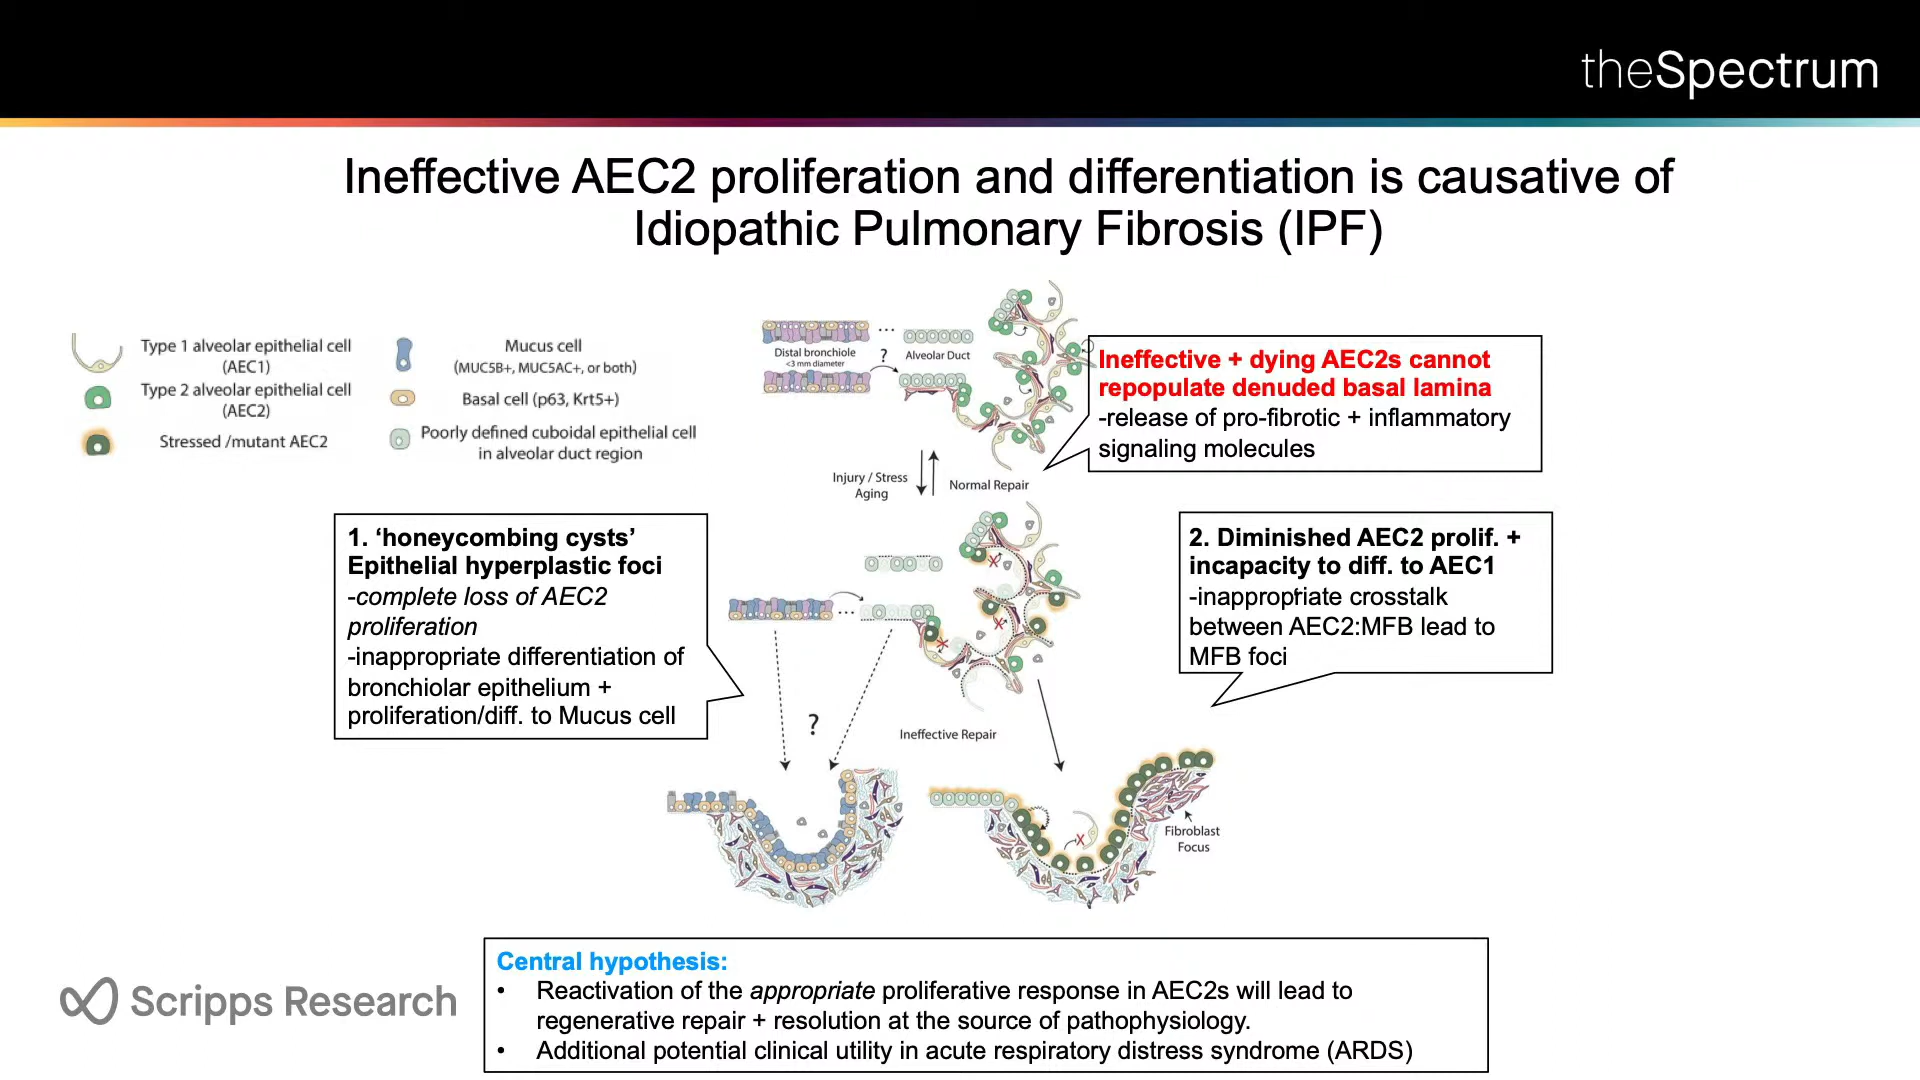 theSpectrum
Ineffective AEC2 proliferation and differentiation is causative of
Idiopathic Pulmonary Fibrosis (IPF)
Type 1 alveolar epithelial cell
(AEC1)
Type 2 alveolar epithelial cell
(AEC2)
Stressed /mutant AEC2
Mucus cell
(MUC5B+, MUC5AC+, or both)
Basal cell (p63, Krt5+)
Poorly defined cuboidal epithelial cell
in alveolar duct region
Distal bronchiole
<3 mm diameter
...
?
Alveolar Duct
Ineffective + dying AEC2s cannot
repopulate denuded basal lamina
-release of pro-fibrotic + inflammatory
signaling molecules
Injury / Stress
Aging
Normal Repair
1. ‘honeycombing cysts’
Epithelial hyperplastic foci
-complete loss of AEC2
proliferation
-inappropriate differentiation of
bronchiolar epithelium +
proliferation/diff. to Mucus cell
...
2. Diminished AEC2 prolif. +
incapacity to diff. to AEC1
-inappropriate crosstalk
between AEC2:MFB lead to
MFB foci
?
Ineffective Repair
Fibroblast
Focus
Scripps Research
Central hypothesis:
• Reactivation of the appropriate proliferative response in AEC2s will lead to
regenerative repair + resolution at the source of pathophysiology.
• Additional potential clinical utility in acute respiratory distress syndrome (ARDS)